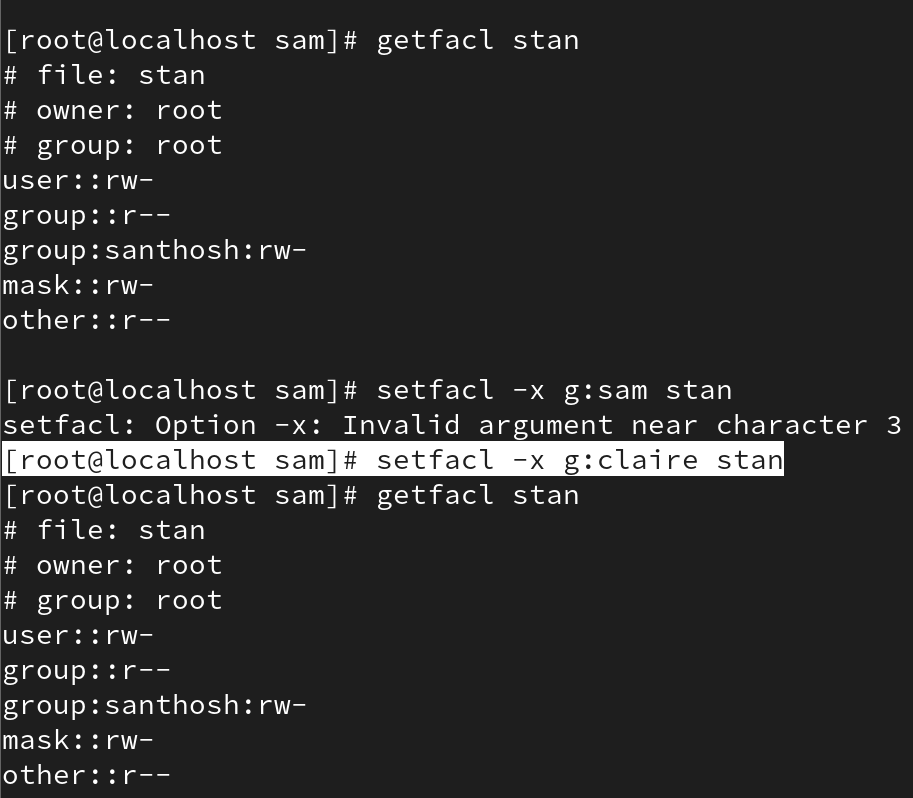 [root@localhost sam]# getfacl stan
# file: stan
# owner: root
# group: root
user::rw-
group::r--
group:santhosh:rw-
mask::rw-
other::r--
[root@localhost sam]# setfacl -x g:sam stan
setfacl: Option -x: Invalid argument near character 3
[root@localhost sam]# setfacl -x g:claire stan
[root@localhost sam]# getfacl stan
# file: stan
# owner: root
# group: root
user::rw-
group::r--
group:santhosh:rw-
mask::rw-
other::r--